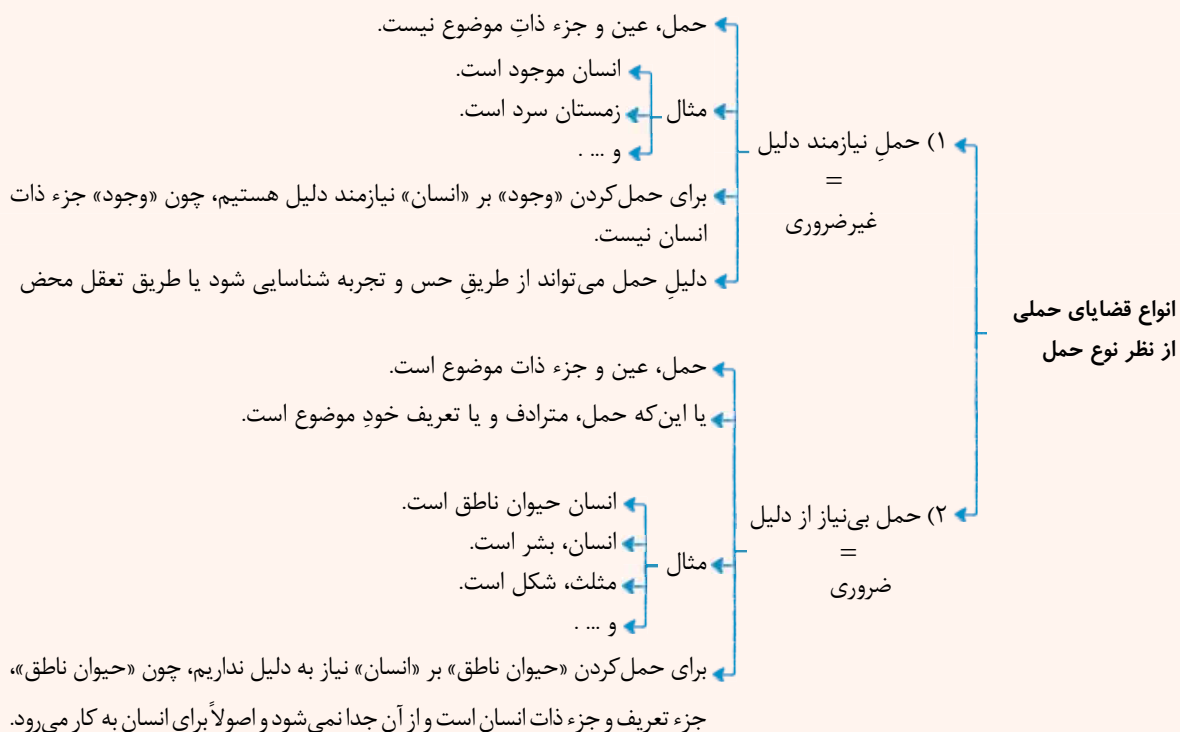 انواع قضایای حملی
از نظر نوع حمل
۱) حملِ نیازمند دلیل
=
غیرضروری
حمل، عین و جزء ذاتِ موضوع نیست.
مثال
انسان موجود است.
زمستان سرد است.
و ... .
برای حمل‌کردن «وجود» بر «انسان» نیازمند دلیل هستیم، چون «وجود» جزء ذات
انسان نیست.
دلیلِ حمل می‌تواند از طریقِ حس و تجربه شناسایی شود یا طریق تعقل محض
۲) حمل بی‌نیاز از دلیل
=
ضروری
حمل، عین و جزء ذات موضوع است.
یا این‌که حمل، مترادف و یا تعریف خودِ موضوع است.
مثال
انسان حیوان ناطق است.
انسان، بشر است.
مثلث، شکل است.
و ... .
برای حمل‌کردن «حیوان ناطق» بر «انسان» نیاز به دلیل نداریم، چون «حیوان ناطق»،
جزء تعریف و جزء ذات انسان است و از آن جدا نمی‌شود و اصولاً برای انسان به کار می‌رود.